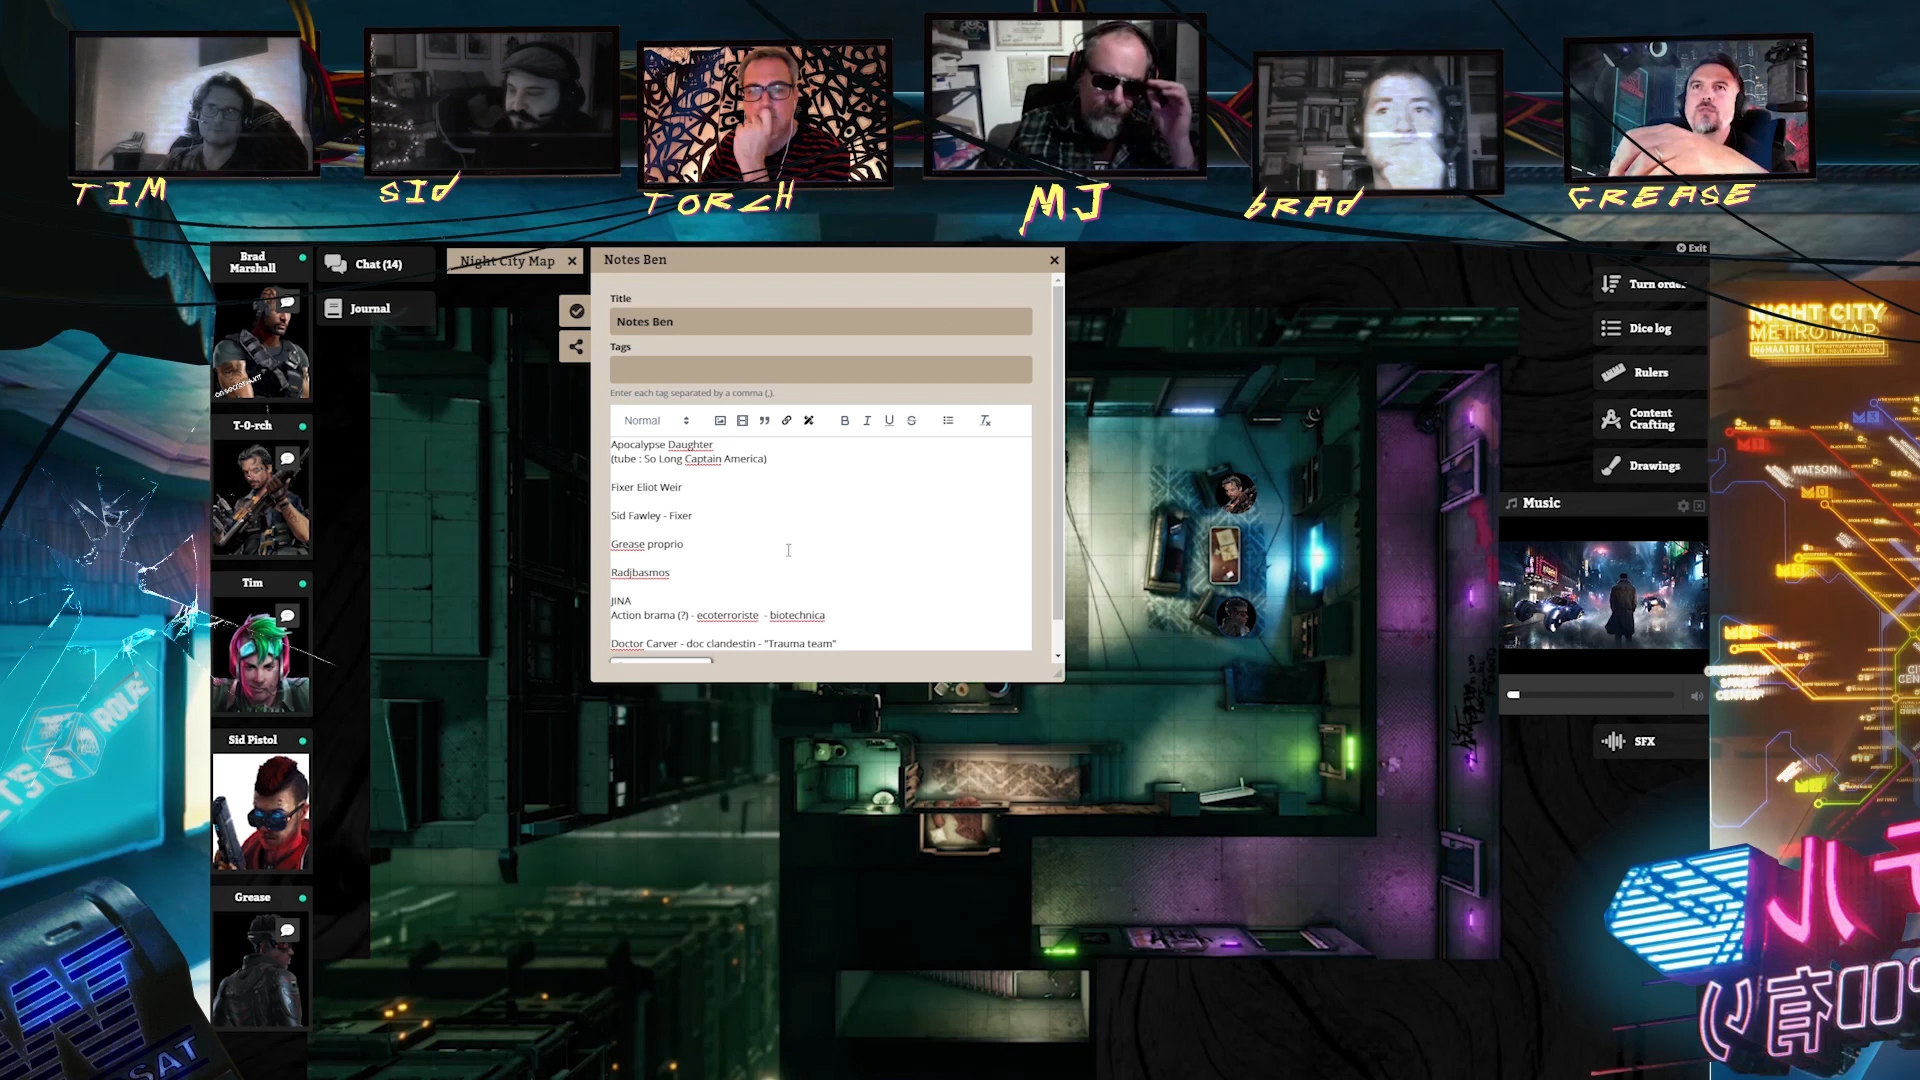 TIM
SId
TORCH
MJ
bRAd
GREASE
Brad
Marshall
Chat (14)
Night City Map
Notes Ben
Exit
Journal
Title
Notes Ben
Tags
Enter each tag separated by a comma (,).
Normal
B I U S
Apocalypse Daughter
(tube : So Long Captain America)
Fixer Eliot Weir
Sid Fawley - Fixer
Grease proprio
Radjbasmos
JINA
Action brama (?) - ecoterroriste - biotechnica
Doctor Carver - doc clandestin - "Trauma team"
T-0-rch
Tim
Sid Pistol
Grease
Turn order
Dice log
Rulers
Content
Crafting
Drawings
Music
SFX
NIGHT CITY
METRO MAP
WATSON
ROLE
SAT